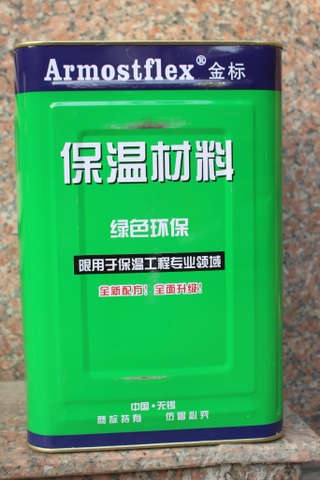 Armostflex® 金标
保温材料
绿色环保
限用于保温工程专业领域
全新配方！全面升级！
中国·无锡
商标持有 仿冒必究